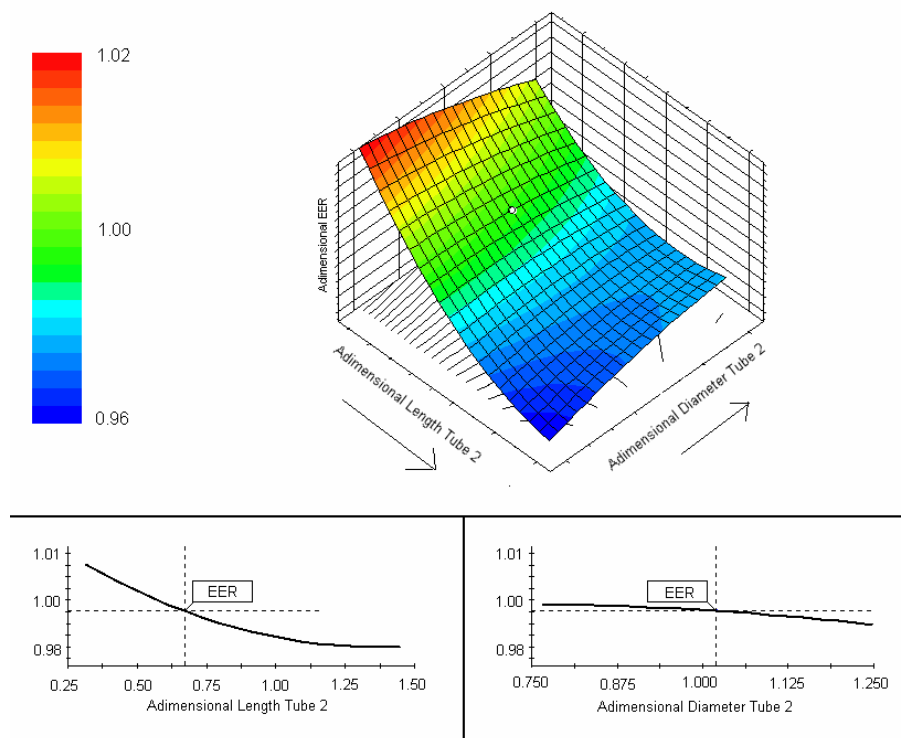 1.02
1.00
0.96
Adimensional EER
Adimensional Length Tube 2
Adimensional Diameter Tube 2
1.01
1.00
0.98
EER
0.25 0.50 0.75 1.00 1.25 1.50
Adimensional Length Tube 2
1.01
1.00
0.98
EER
0.750 0.875 1.000 1.125 1.250
Adimensional Diameter Tube 2